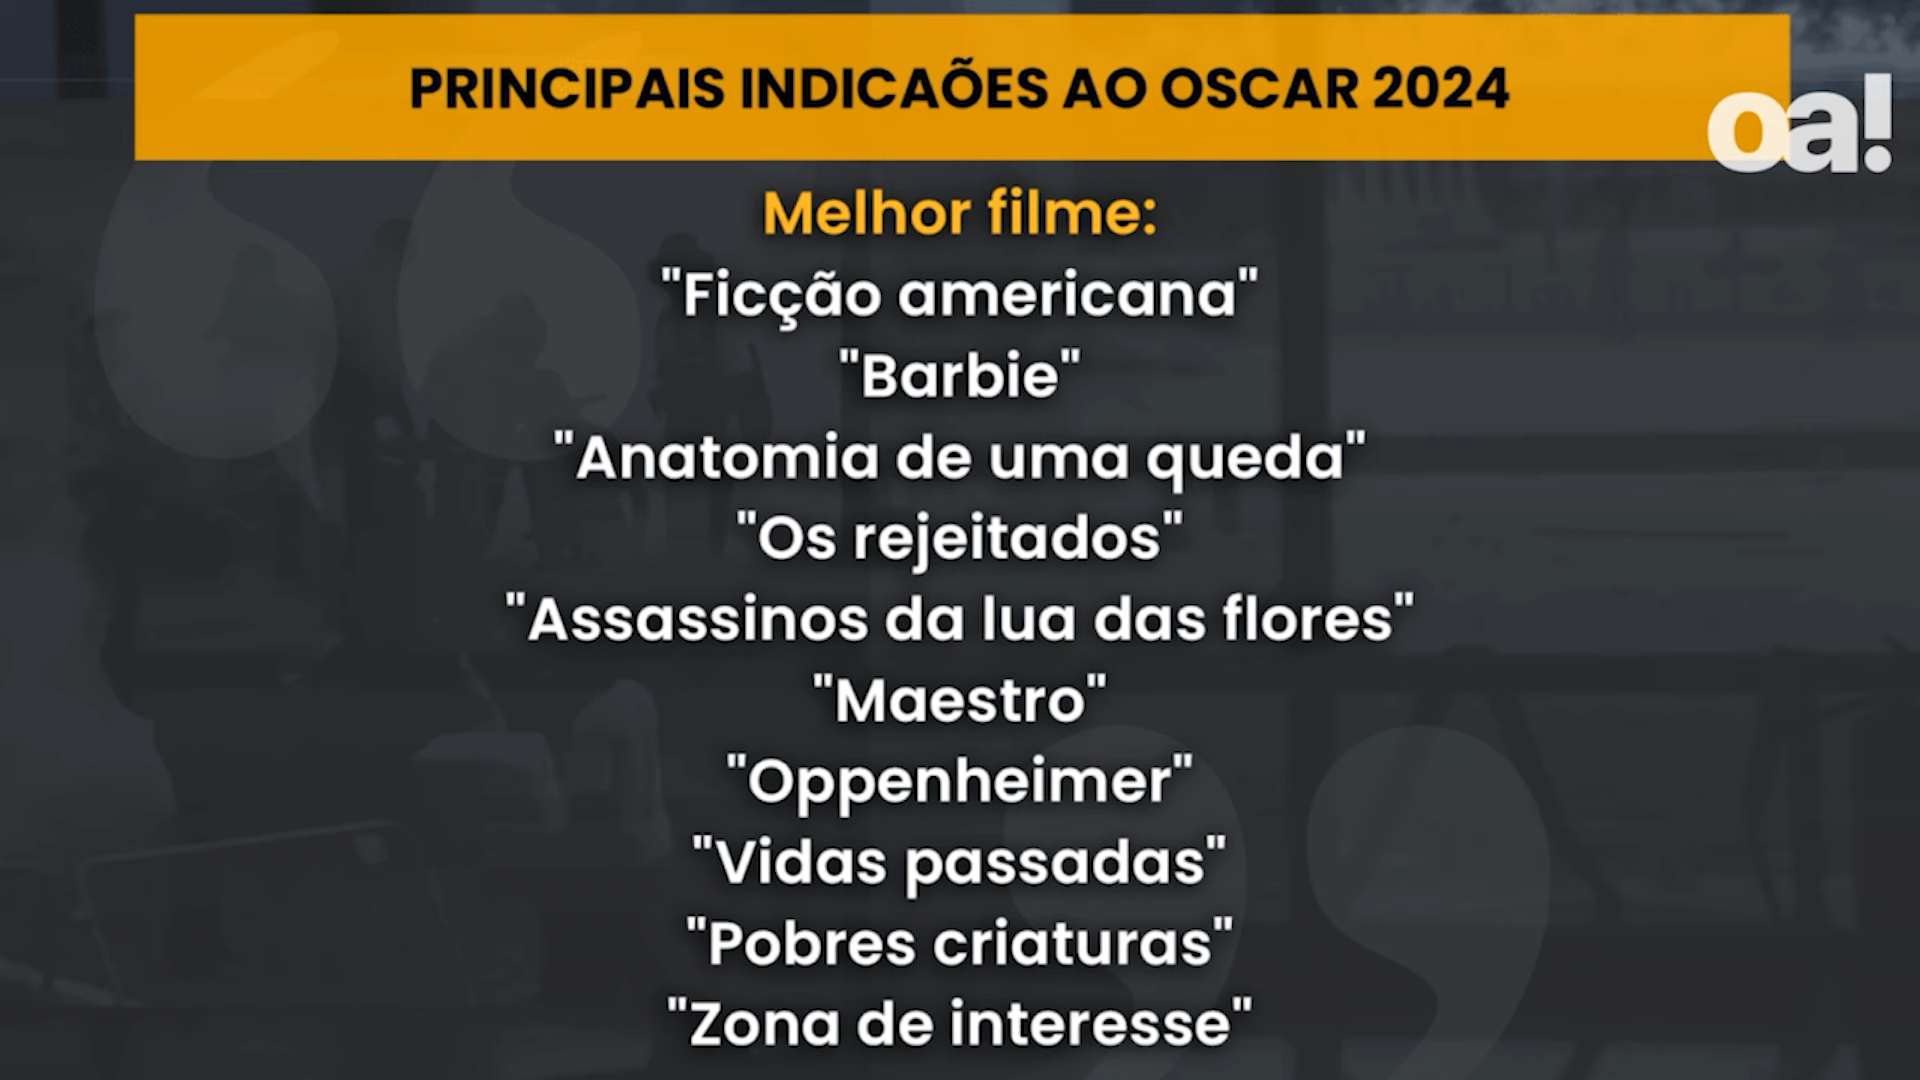 PRINCIPAIS INDICAÕES AO OSCAR 2024
oa!
Melhor filme:
"Ficção americana"
"Barbie"
"Anatomia de uma queda"
"Os rejeitados"
"Assassinos da lua das flores"
"Maestro"
"Oppenheimer"
"Vidas passadas"
"Pobres criaturas"
"Zona de interesse"